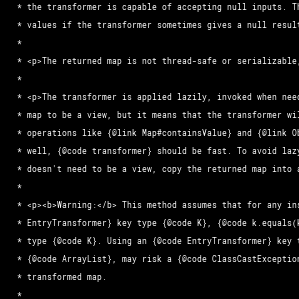 * the transformer is capable of accepting null inputs. Th
* values if the transformer sometimes gives a null result
*
* <p>The returned map is not thread-safe or serializable,
*
* <p>The transformer is applied lazily, invoked when need
* map to be a view, but it means that the transformer wil
* operations like {@link Map#containsValue} and {@link Ob
* well, {@code transformer} should be fast. To avoid lazy
* doesn't need to be a view, copy the returned map into a
*
* <p><b>Warning:</b> This method assumes that for any ins
* EntryTransformer} key type {@code K}, {@code k.equals(k
* type {@code K}. Using an {@code EntryTransformer} key t
* {@code ArrayList}, may risk a {@code ClassCastException
* transformed map.
*